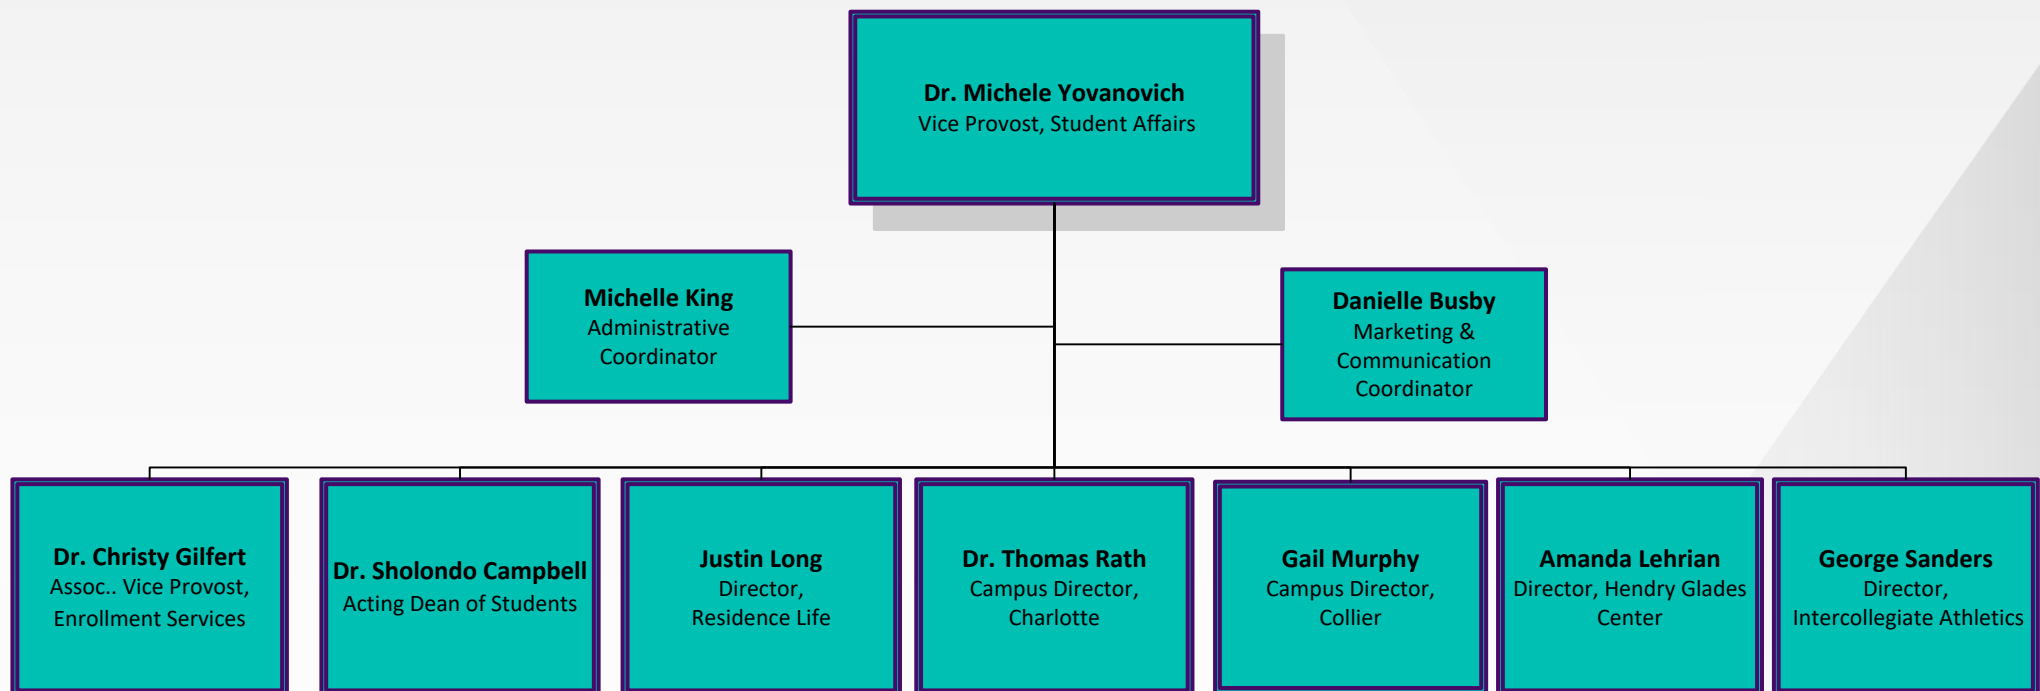 Dr. Michele Yovanovich
Vice Provost, Student Affairs
Michelle King
Administrative
Coordinator
Danielle Busby
Marketing &
Communication
Coordinator
Dr. Christy Gilfert
Assoc.. Vice Provost,
Enrollment Services
Dr. Sholondo Campbell
Acting Dean of Students
Justin Long
Director,
Residence Life
Dr. Thomas Rath
Campus Director,
Charlotte
Gail Murphy
Campus Director,
Collier
Amanda Lehrian
Director, Hendry Glades
Center
George Sanders
Director,
Intercollegiate Athletics